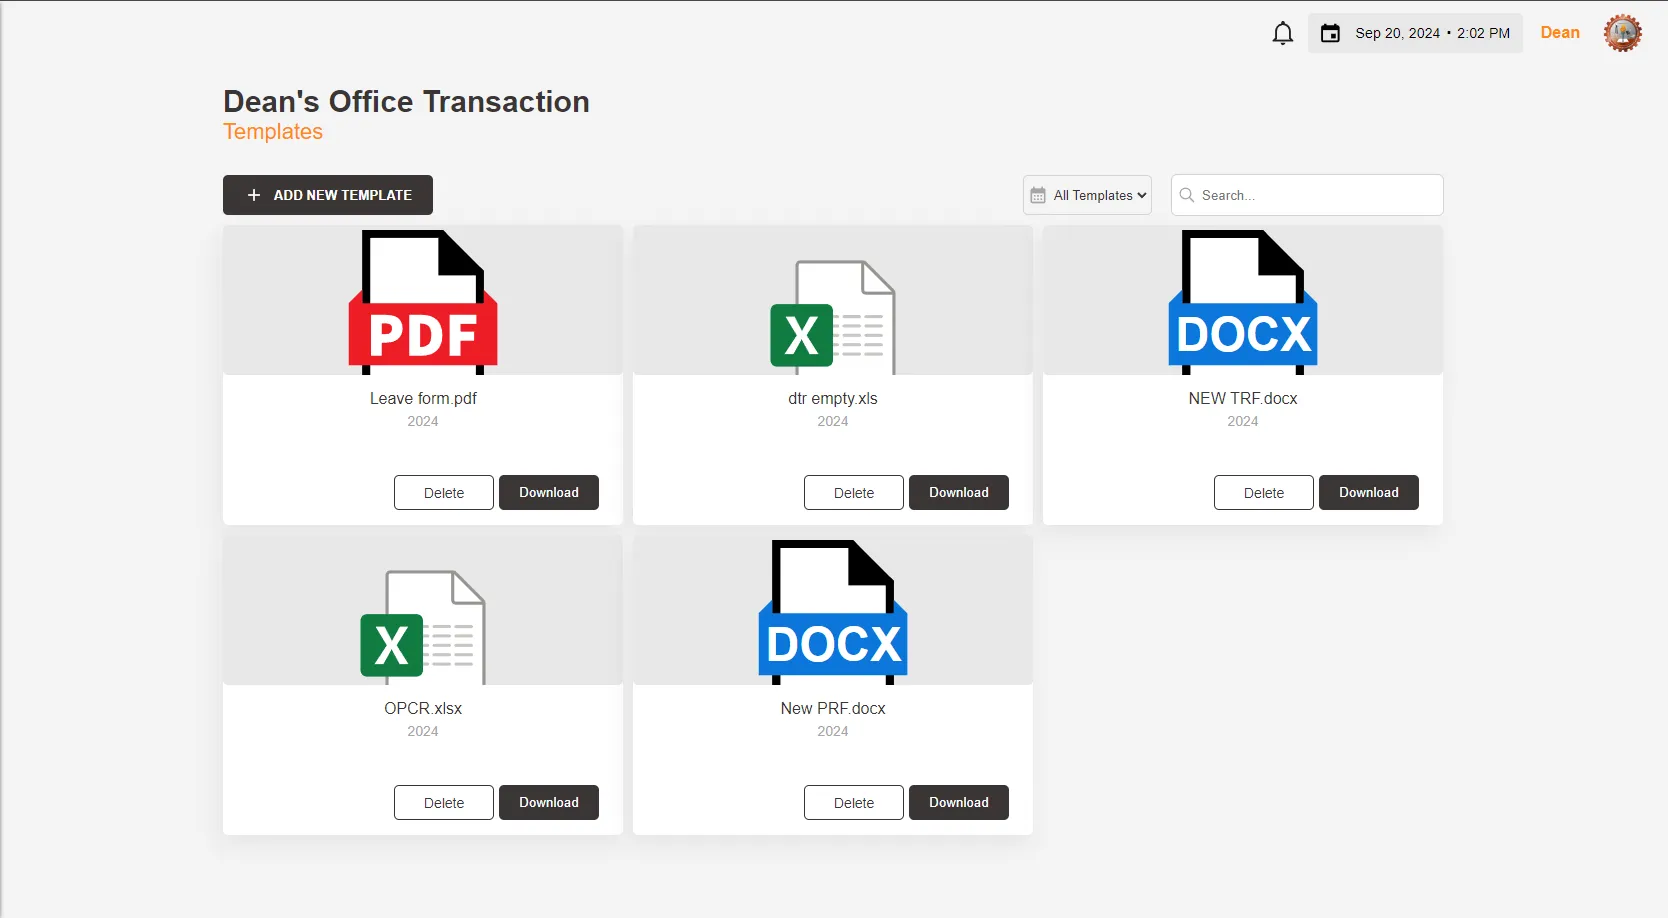 Sep 20, 2024 • 2:02 PM
Dean
Dean's Office Transaction
Templates
+ ADD NEW TEMPLATE
All Templates
Search...
PDF
X
DOCX
Leave form.pdf
dtr empty.xls
NEW TRF.docx
2024
2024
2024
Delete
Download
Delete
Download
Delete
Download
X
DOCX
OPCR.xlsx
New PRF.docx
2024
2024
Delete
Download
Delete
Download